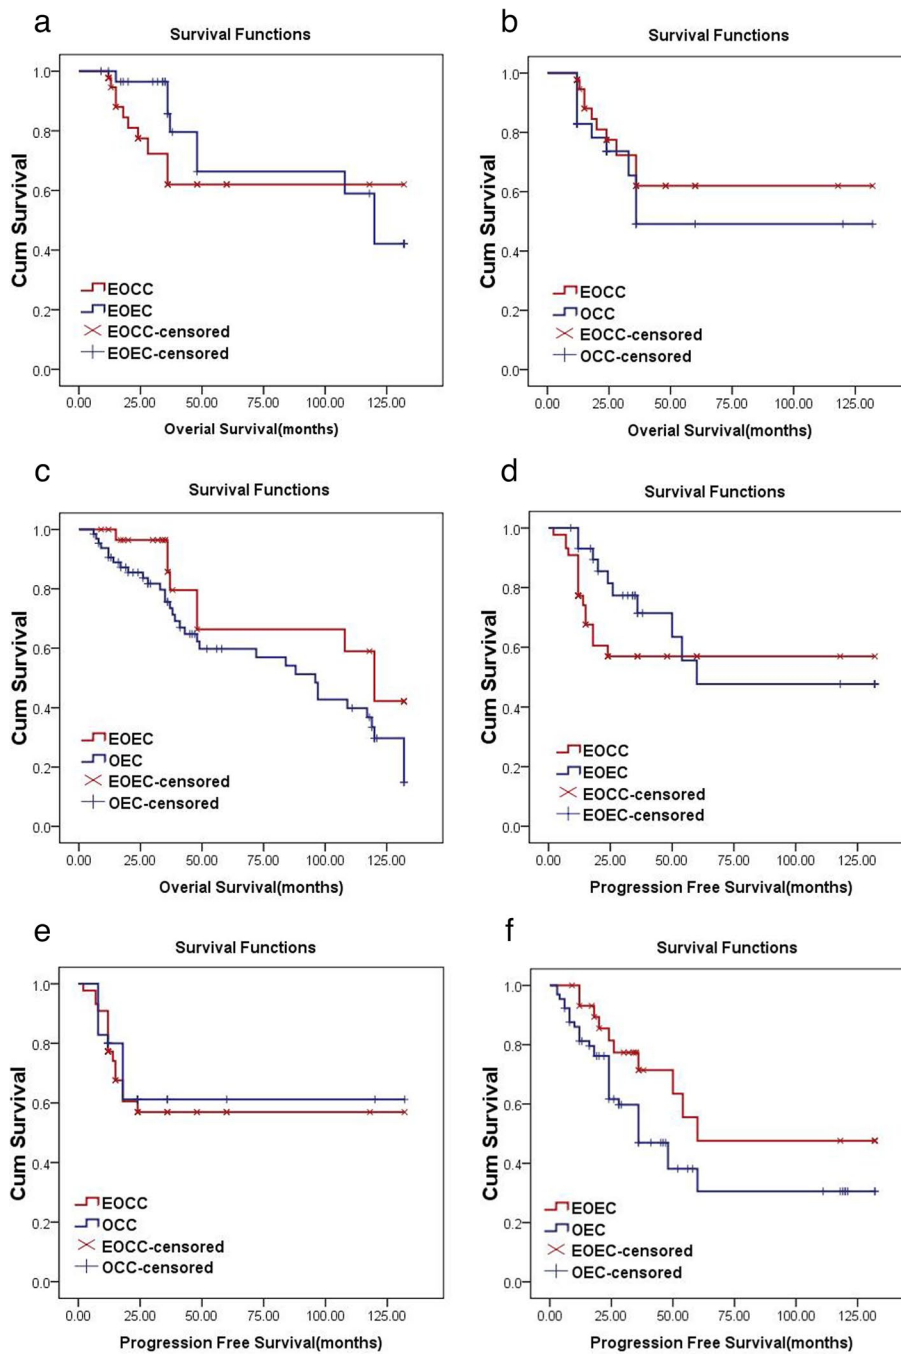 a
Survival Functions
Cum Survival
1.0
0.8
0.6
0.4
0.2
0.0
EOCC
EOEC
EOCC-censored
EOEC-censored
0.00 25.00 50.00 75.00 100.00 125.00
Overial Survival(months)
b
Survival Functions
Cum Survival
1.0
0.8
0.6
0.4
0.2
0.0
EOCC
OCC
EOCC-censored
OCC-censored
0.00 25.00 50.00 75.00 100.00 125.00
Overial Survival(months)
c
Survival Functions
Cum Survival
1.0
0.8
0.6
0.4
0.2
0.0
EOEC
OEC
EOEC-censored
OEC-censored
0.00 25.00 50.00 75.00 100.00 125.00
Overial Survival(months)
d
Survival Functions
Cum Survival
1.0
0.8
0.6
0.4
0.2
0.0
EOCC
EOEC
EOCC-censored
EOEC-censored
0.00 25.00 50.00 75.00 100.00 125.00
Progression Free Survival(months)
e
Survival Functions
Cum Survival
1.0
0.8
0.6
0.4
0.2
0.0
EOCC
OCC
EOCC-censored
OCC-censored
0.00 25.00 50.00 75.00 100.00 125.00
Progression Free Survival(months)
f
Survival Functions
Cum Survival
1.0
0.8
0.6
0.4
0.2
0.0
EOEC
OEC
EOEC-censored
OEC-censored
0.00 25.00 50.00 75.00 100.00 125.00
Progression Free Survival(months)